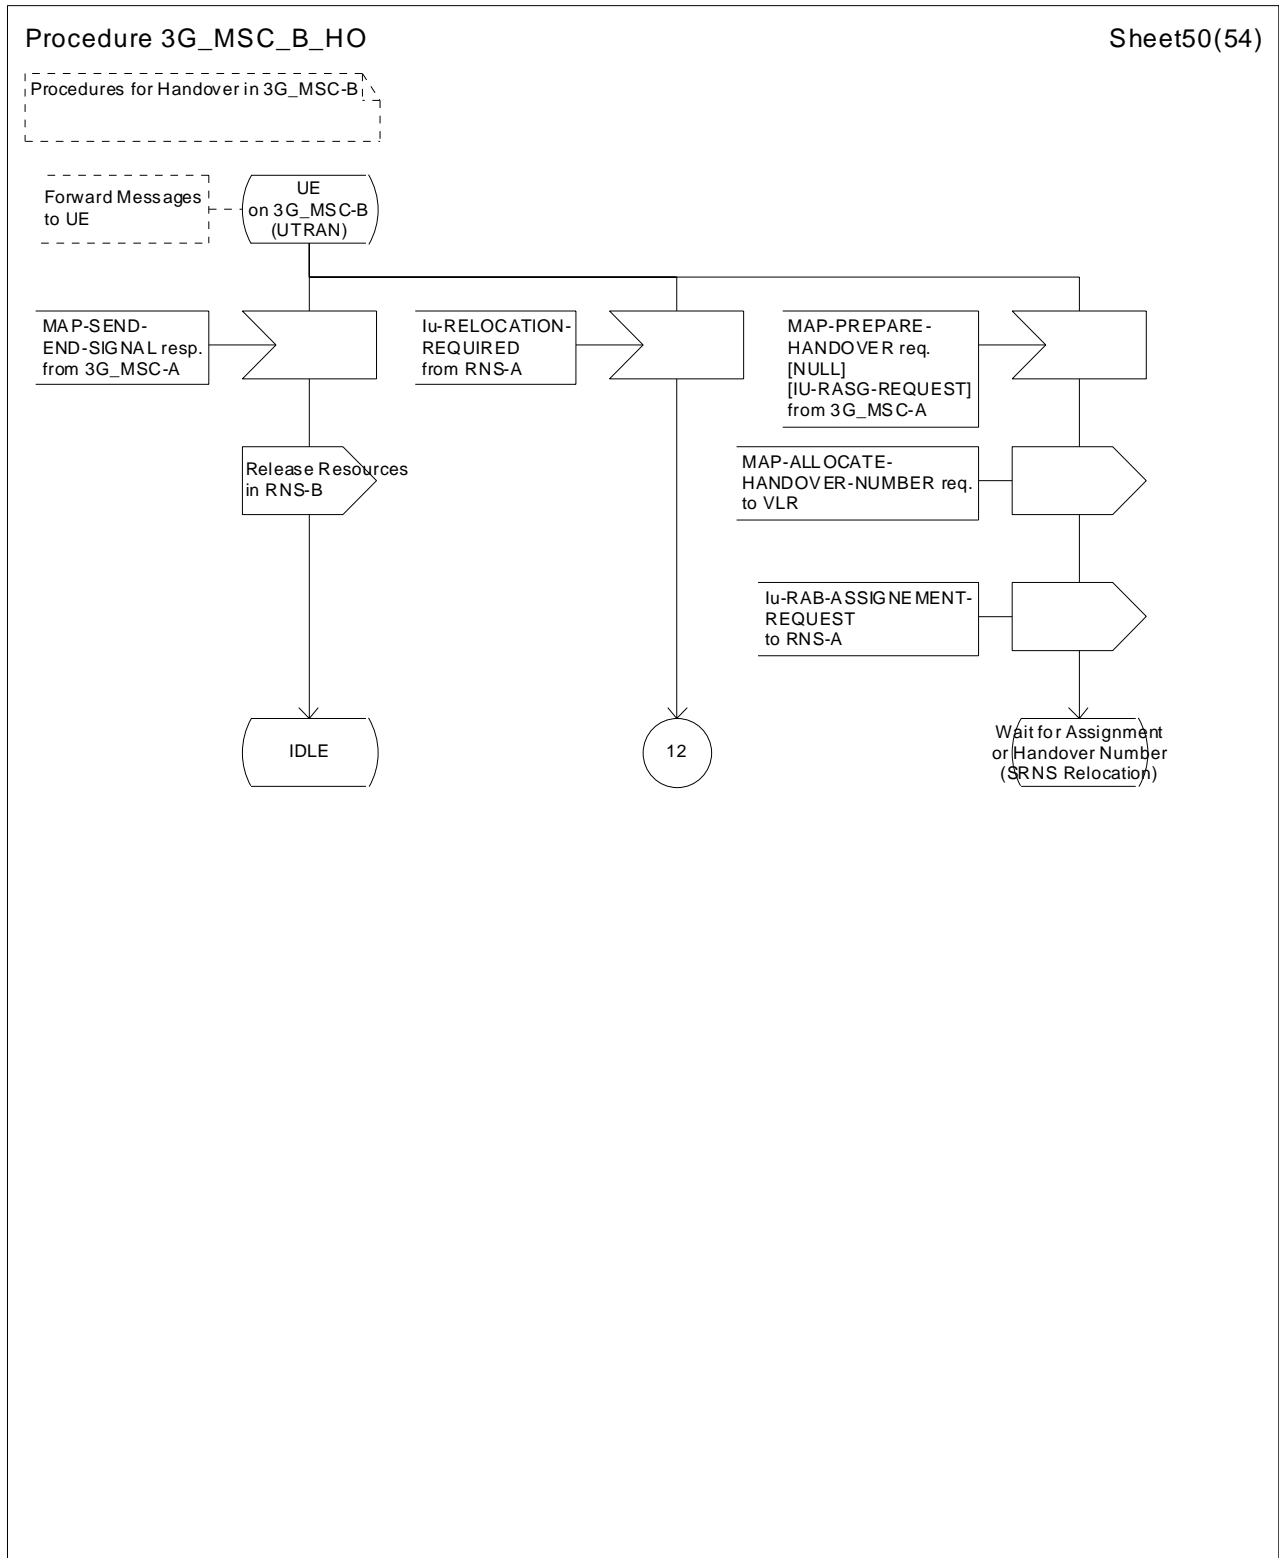 Procedure 3G_MSC_B_HO
Sheet50(54)
Procedures for Handover in 3G_MSC-B
Forward Messages
to UE
UE
on 3G_MSC-B
(UTRAN)
MAP-SEND-
END-SIGNAL resp.
from 3G_MSC-A
Iu-RELOCATION-
REQUIRED
from RNS-A
MAP-PREPARE-
HANDOVER req.
[NULL]
[IU-RASG-REQUEST]
from 3G_MSC-A
Release Resources
in RNS-B
MAP-ALLOCATE-
HANDOVER-NUMBER req.
to VLR
Iu-RAB-ASSIGNEMENT-
REQUEST
to RNS-A
IDLE
12
Wait for Assignment
or Handover Number
(SRNS Relocation)